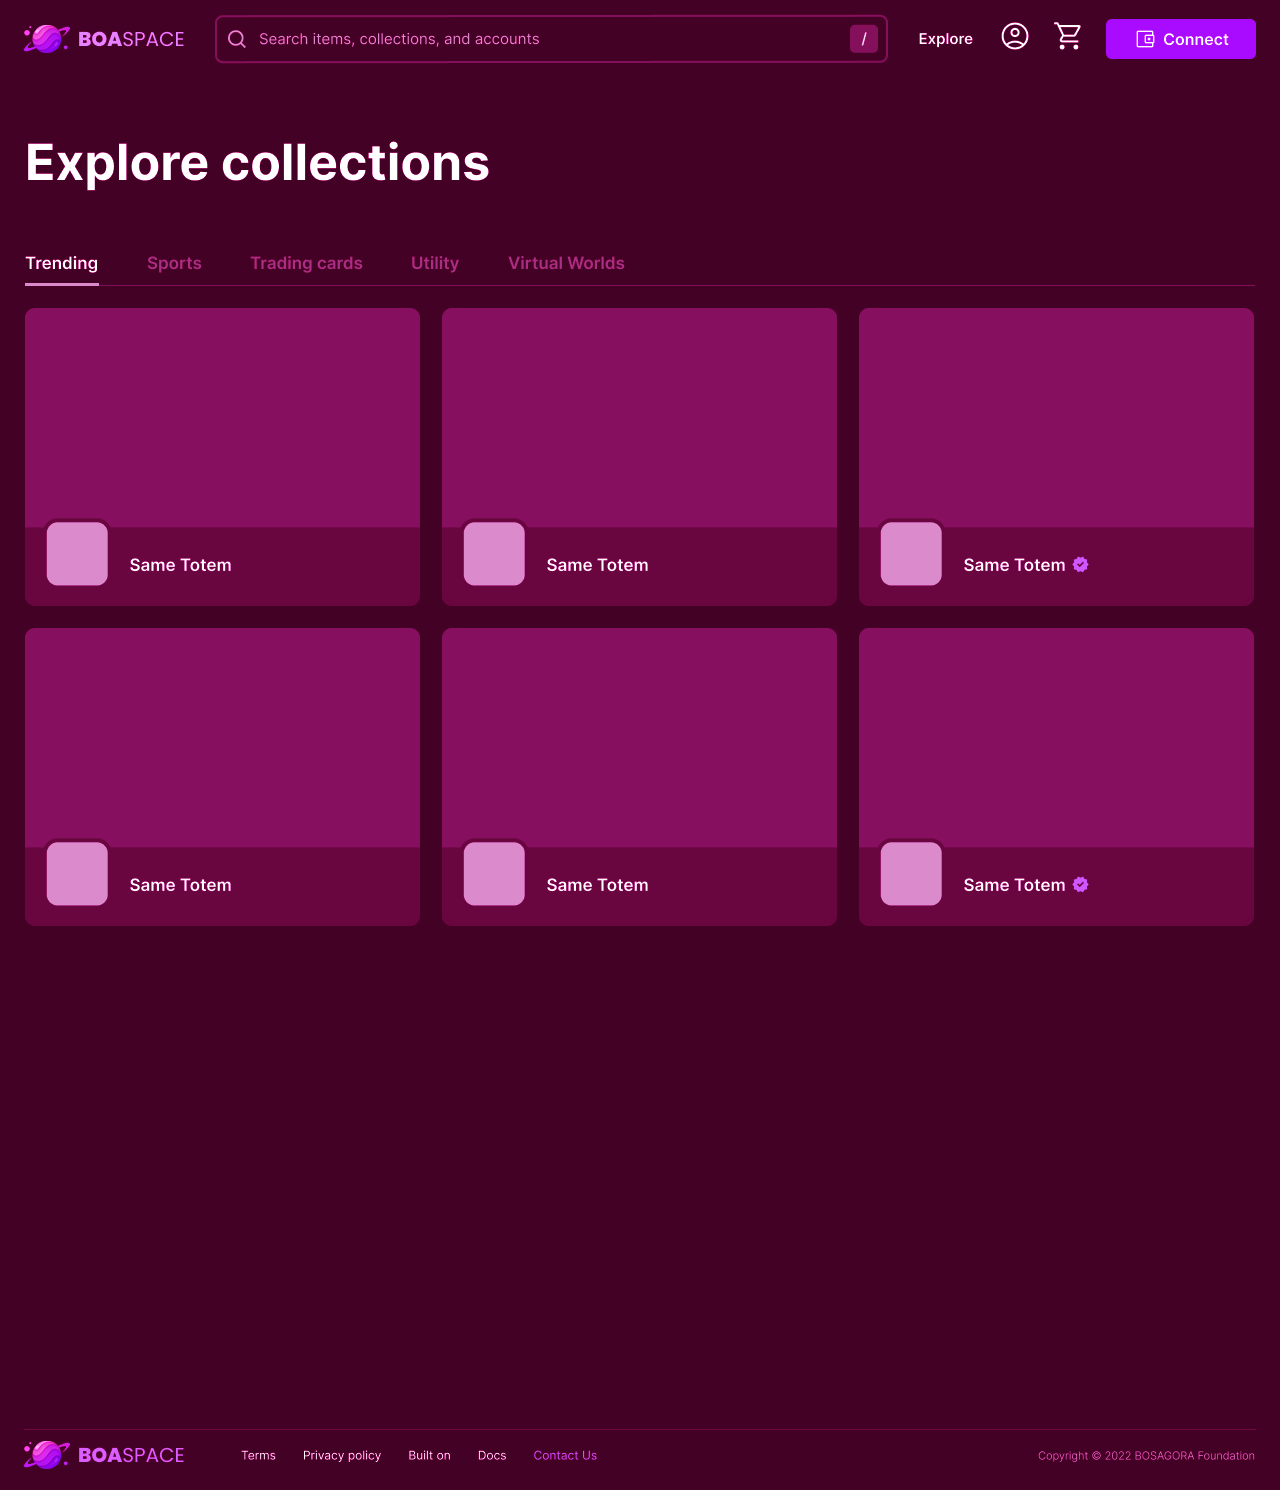 BOASPACE
Search items, collections, and accounts
/
Explore
Connect
Explore collections
Trending
Sports
Trading cards
Utility
Virtual Worlds
Same Totem
Same Totem
Same Totem
Same Totem
Same Totem
Same Totem
BOASPACE
Terms
Privacy policy
Built on
Docs
Contact Us
Copyright © 2022 BOSAGORA Foundation